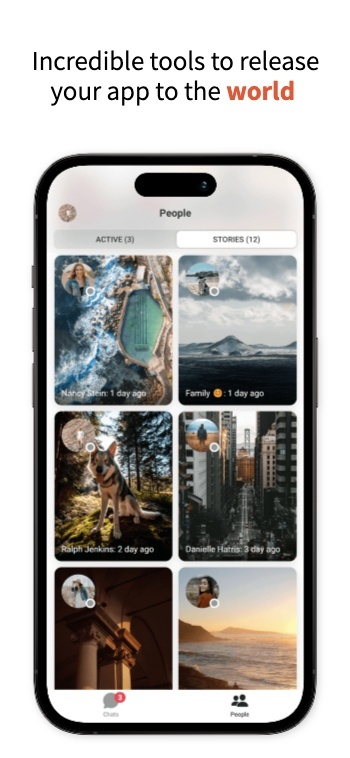 Incredible tools to release
your app to the world
People
ACTIVE (3)
STORIES (12)
Nancy Stein: 1 day ago
Family 😊: 1 day ago
Ralph Jenkins: 2 day ago
Danielle Harris: 3 day ago
3
Chats
People